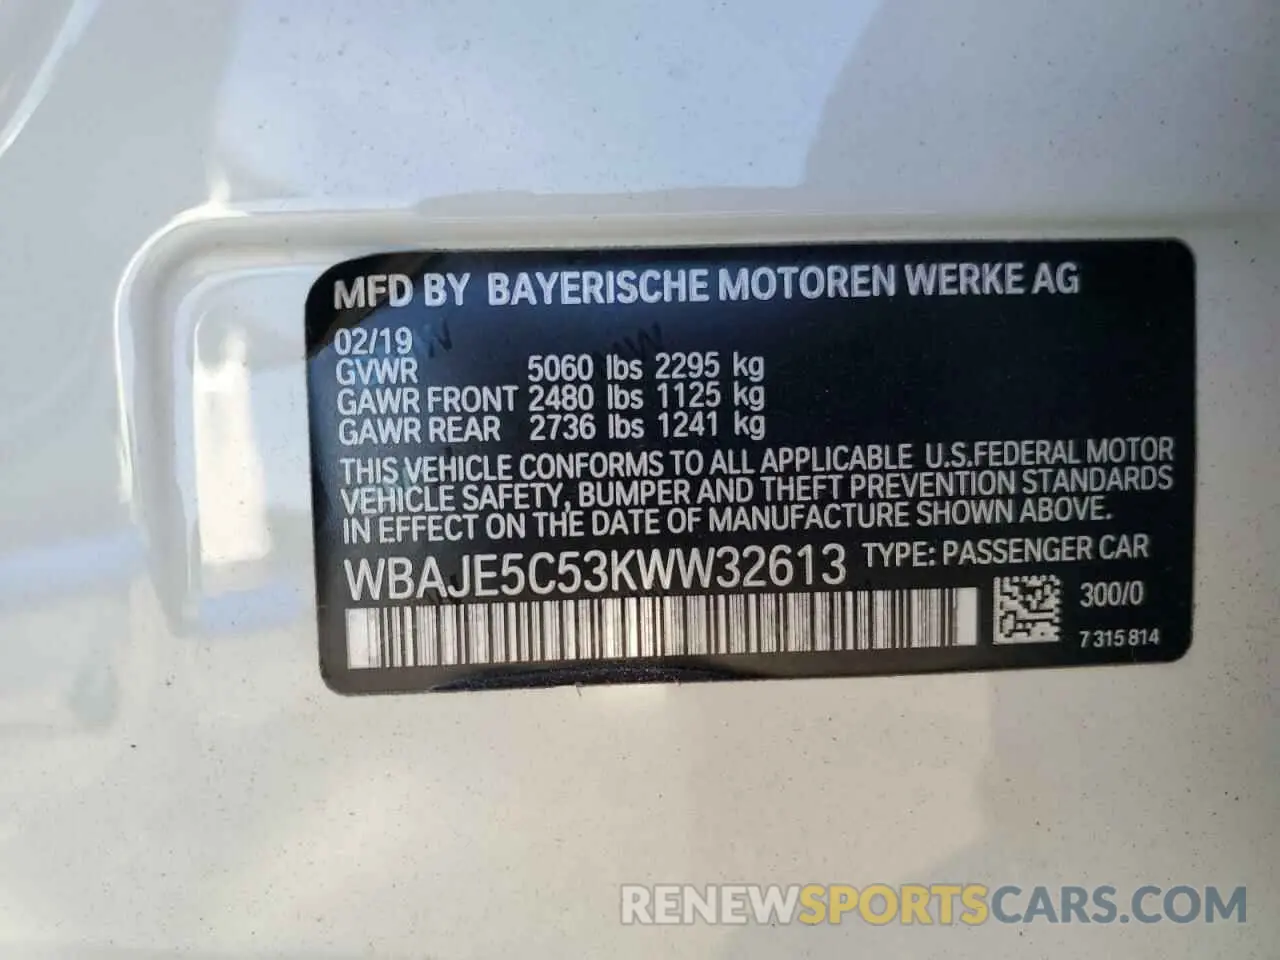 MFD BY BAYERISCHE MOTOREN WERKE AG
02/19
GVWR 5060 lbs 2295 kg
GAWR FRONT 2480 lbs 1125 kg
GAWR REAR 2736 lbs 1241 kg
THIS VEHICLE CONFORMS TO ALL APPLICABLE U.S.FEDERAL MOTOR
VEHICLE SAFETY, BUMPER AND THEFT PREVENTION STANDARDS
IN EFFECT ON THE DATE OF MANUFACTURE SHOWN ABOVE.
WBAJE5C53KWW32613 TYPE: PASSENGER CAR
300/0
7 315 814
RENEWSPORTSCARS.COM